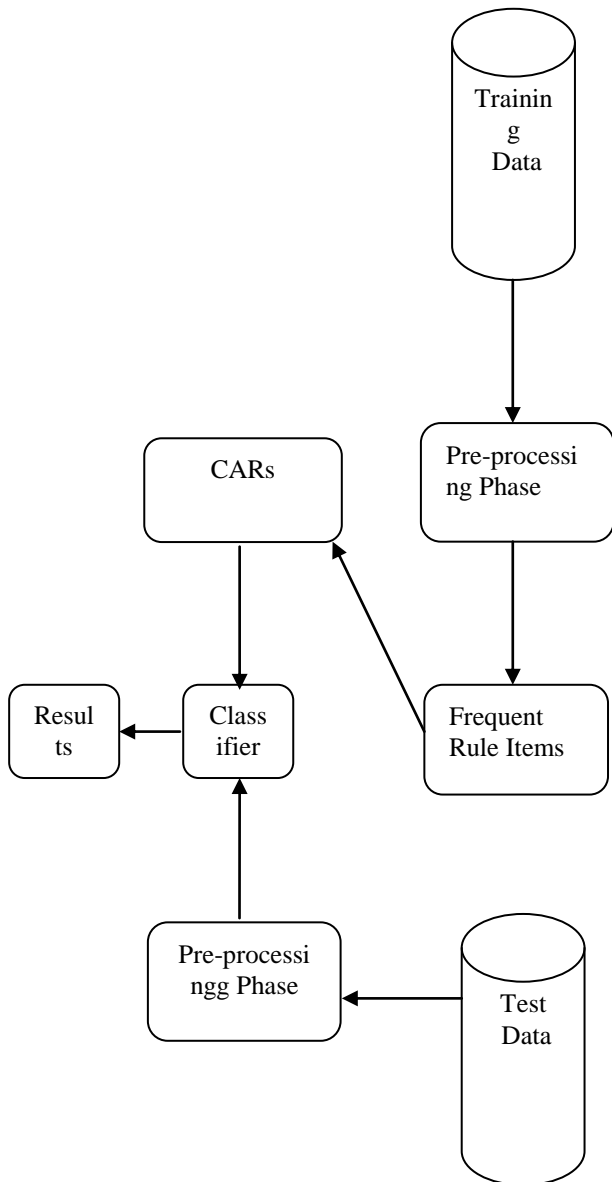 Trainin
g
Data
CARs
Pre-processi
ng Phase
Resul
ts
Class
ifier
Frequent
Rule Items
Pre-processi
ngg Phase
Test
Data